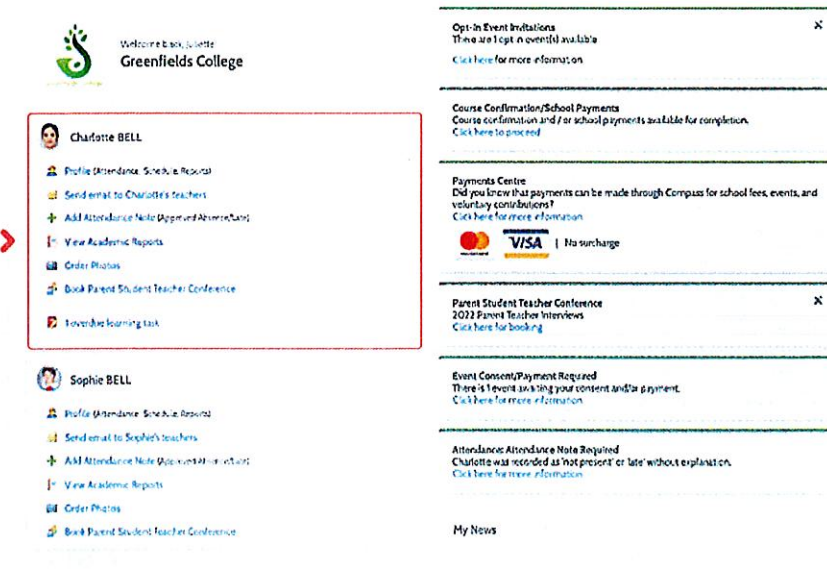 Welcome back, Juliette
Greenfields College
Charlotte BELL
Profile (Attendance, Schedule, Reports)
Send email to Charlotte's teachers
Add Attendance Note (Approved Absence/Late)
View Academic Reports
Order Photos
Book Parent Student Teacher Conference
1 overdue learning task
Sophie BELL
Profile (Attendance, Schedule, Reports)
Send email to Sophie's teachers
Add Attendance Note (Approved Absence/Late)
View Academic Reports
Order Photos
Book Parent Student Teacher Conference
Opt-In Event Invitations
There are 1 opt-in event(s) available
Click here for more information
Course Confirmation/School Payments
Course confirmation and / or school payments available for completion.
Click here to proceed
Payments Centre
Did you know that payments can be made through Compass for school fees, events, and
voluntary contributions?
Click here for more information
VISA | No surcharge
Parent Student Teacher Conference
2022 Parent Teacher Interviews
Click here for booking
Event Consent/Payment Required
There is 1 event awaiting your consent and/or payment.
Click here for more information
Attendance: Attendance Note Required
Charlotte was recorded as 'not present' or 'late' without explanation.
Click here for more information
My News